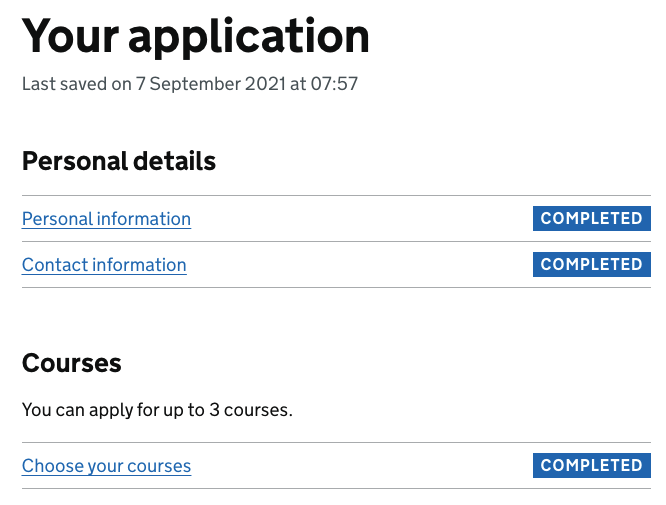 Your application
Last saved on 7 September 2021 at 07:57
Personal details
Personal information COMPLETED
Contact information COMPLETED
Courses
You can apply for up to 3 courses.
Choose your courses COMPLETED